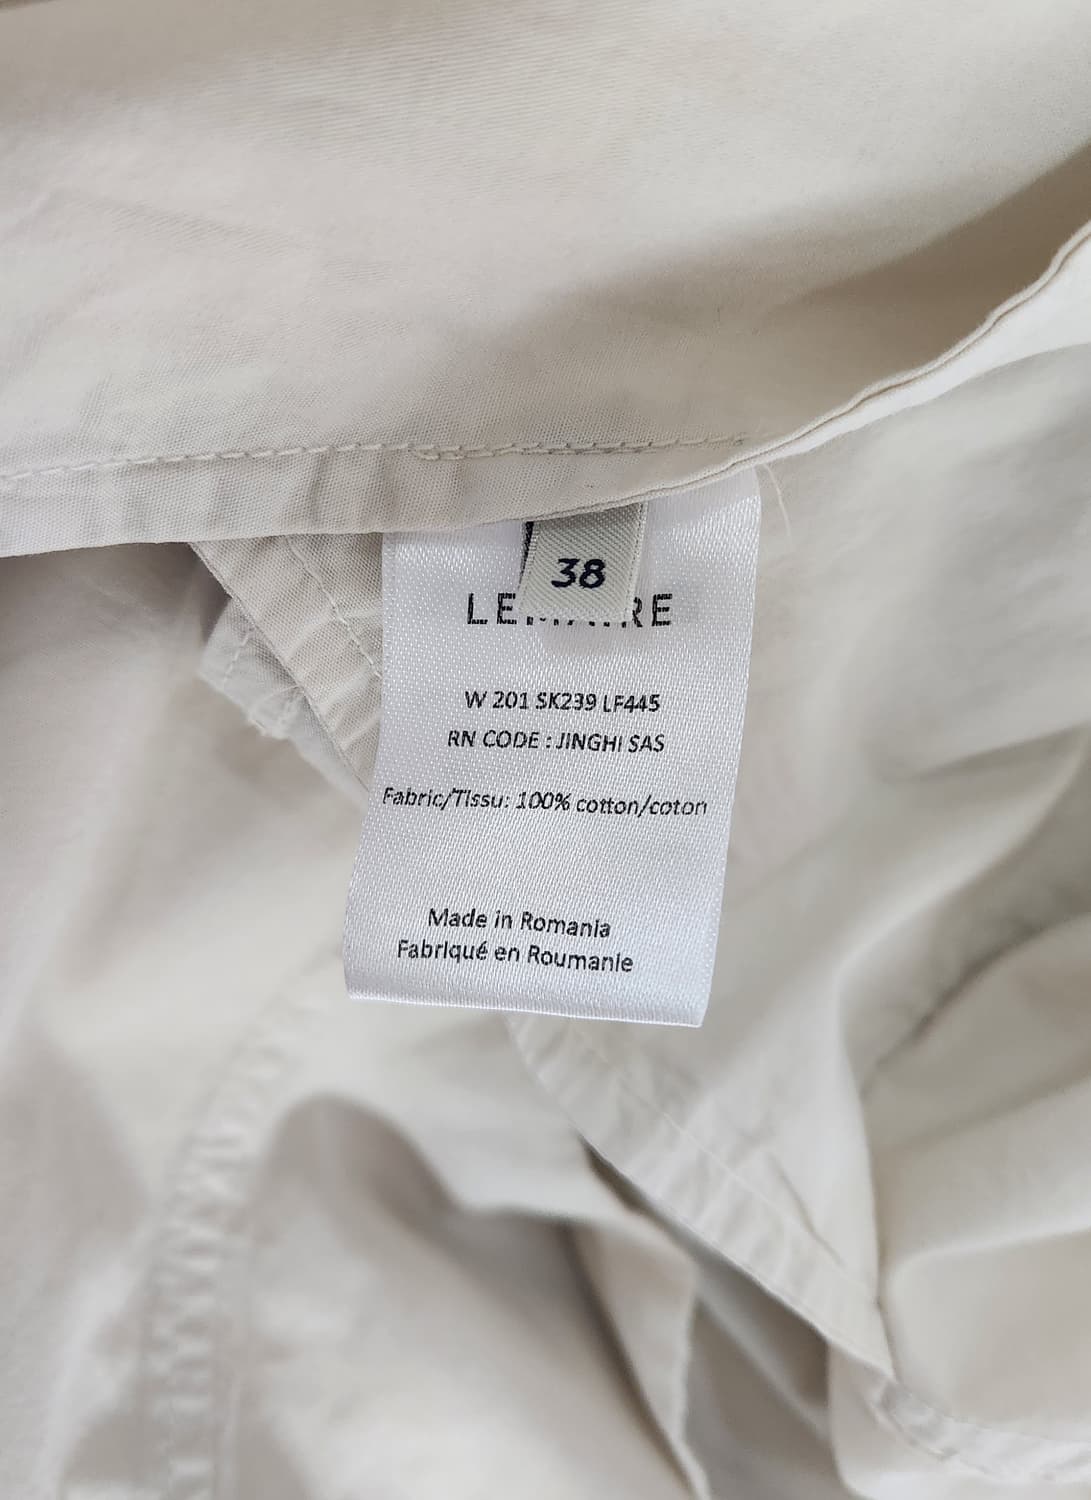 38
W 201 SK239 LF445
RN CODE : JINGHI SAS
Fabric/Tissu: 100% cotton/coton
Made in Romania
Fabriqué en Roumanie